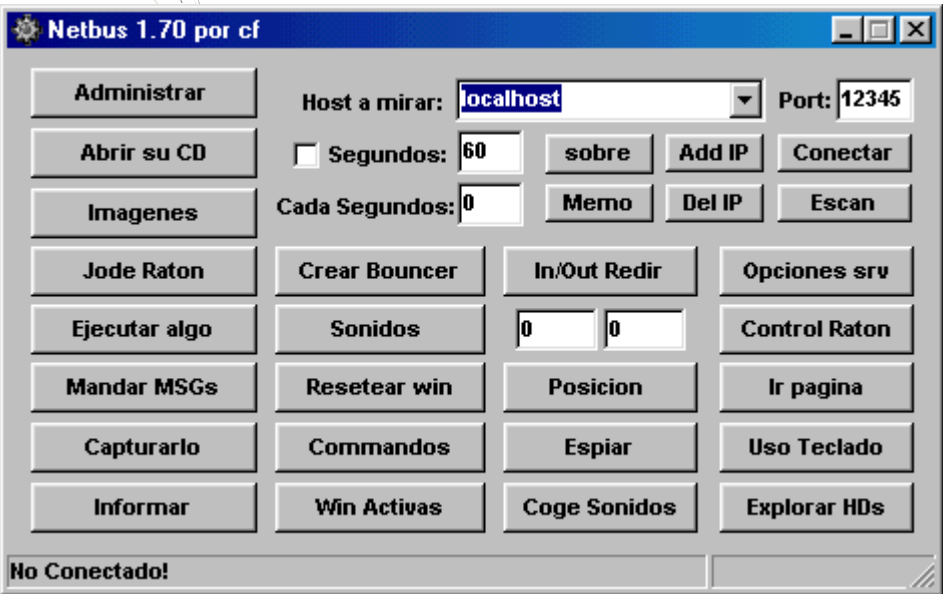 Netbus 1.70 por cf
Administrar
Host a mirar: localhost Port: 12345
Abrir su CD
Segundos: 60 sobre Add IP Conectar
Imagenes
Cada Segundos: 0 Memo Del IP Escan
Jode Raton Crear Bouncer In/Out Redir Opciones srv
Ejecutar algo Sonidos 0 0 Control Raton
Mandar MSGs Resetear win Posicion Ir pagina
Capturarlo Commandos Espiar Uso Teclado
Informar Win Activas Coge Sonidos Explorar HDs
No Conectado!